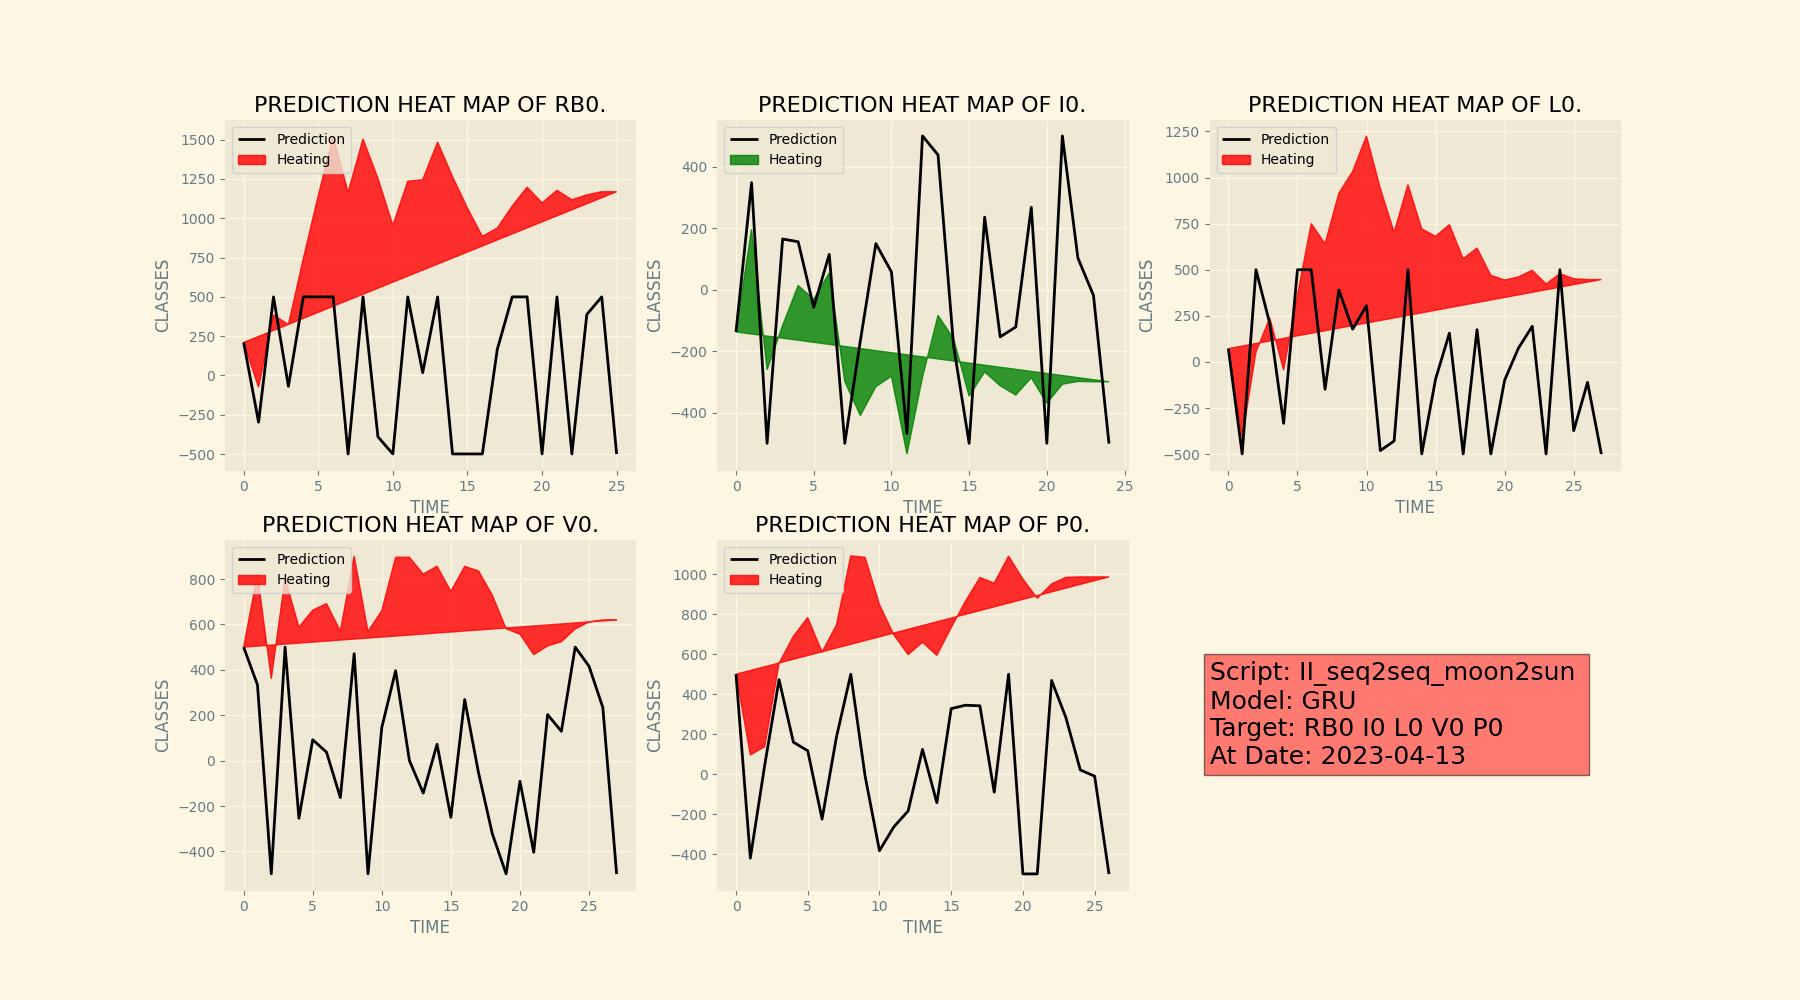 PREDICTION HEAT MAP OF RB0.
Prediction
Heating
CLASSES
1500
1250
1000
750
500
250
0
−250
−500
0 5 10 15 20 25
TIME
PREDICTION HEAT MAP OF I0.
Prediction
Heating
CLASSES
400
200
0
−200
−400
0 5 10 15 20 25
TIME
PREDICTION HEAT MAP OF L0.
Prediction
Heating
CLASSES
1250
1000
750
500
250
0
−250
−500
0 5 10 15 20 25
TIME
PREDICTION HEAT MAP OF V0.
Prediction
Heating
CLASSES
800
600
400
200
0
−200
−400
0 5 10 15 20 25
TIME
PREDICTION HEAT MAP OF P0.
Prediction
Heating
CLASSES
1000
800
600
400
200
0
−200
−400
0 5 10 15 20 25
TIME
Script: II_seq2seq_moon2sun
Model: GRU
Target: RB0 I0 L0 V0 P0
At Date: 2023-04-13